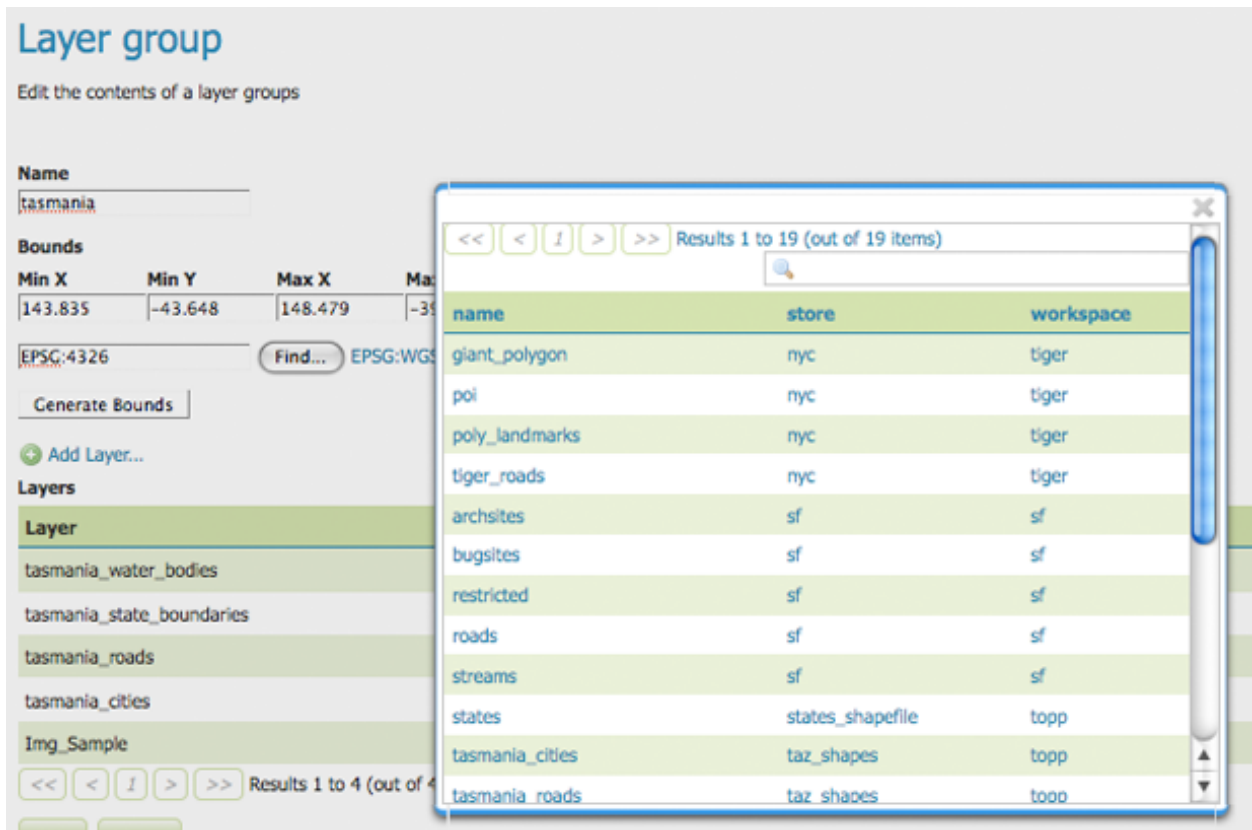 Layer group
Edit the contents of a layer groups
Name
tasmania
Bounds
Min X Min Y Max X
143.835 -43.648 148.479
EPSG:4326 Find...
Generate Bounds
Add Layer...
Layers
Layer
tasmania_water_bodies
tasmania_state_boundaries
tasmania_roads
tasmania_cities
Img_Sample
<< < 1 > >> Results 1 to 4 (out of 4
<< < 1 > >> Results 1 to 19 (out of 19 items)
name store workspace
giant_polygon nyc tiger
poi nyc tiger
poly_landmarks nyc tiger
tiger_roads nyc tiger
archsites sf sf
bugsites sf sf
restricted sf sf
roads sf sf
streams sf sf
states states_shapefile topp
tasmania_cities taz_shapes topp
tasmania_roads taz_shapes topp